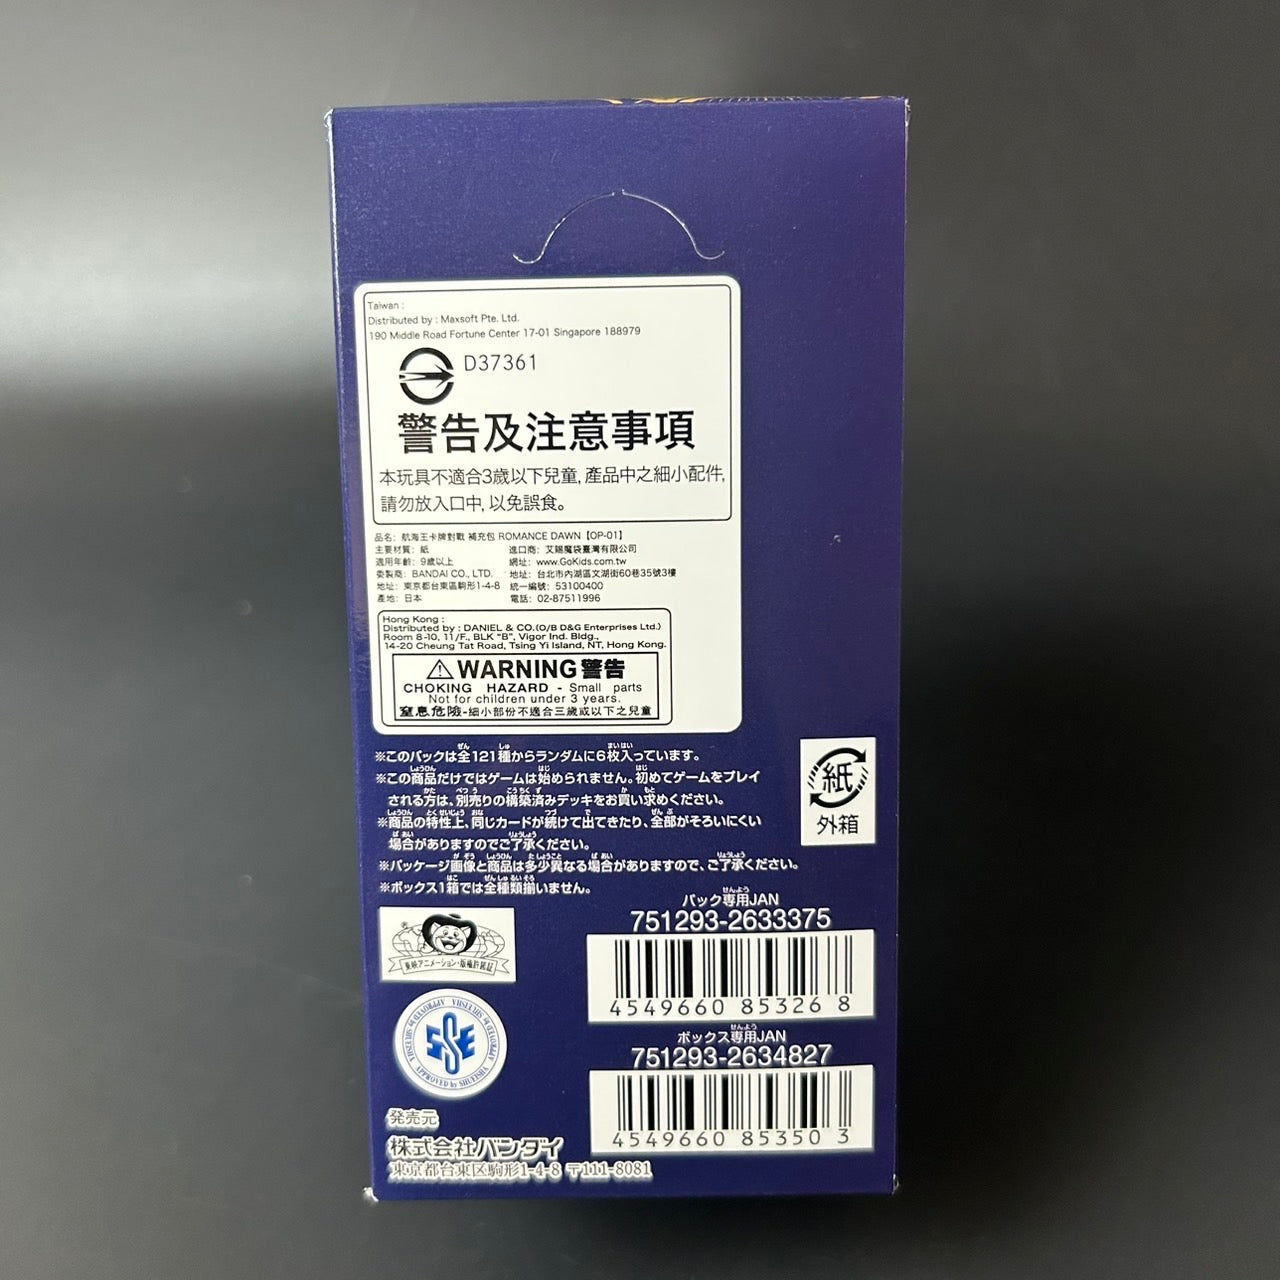 Taiwan :
Distributed by : Maxsoft Pte. Ltd.
190 Middle Road Fortune Center 17-01 Singapore 188979
D37361
警告及注意事項
本玩具不適合3歲以下兒童, 產品中之細小配件,
請勿放入口中, 以免誤食。
品名: 航海王卡牌對戰 補充包 ROMANCE DAWN【OP-01】
主要材質: 紙 進口商: 艾賜魔袋臺灣有限公司
適用年齡: 9歲以上 網址: www.GoKids.com.tw
委製商: BANDAI CO., LTD. 地址: 台北市內湖區文湖街60巷35號3樓
地址: 東京都台東區駒形1-4-8 統一編號: 53100400
產地: 日本 電話: 02-87511996
Hong Kong :
Distributed by : DANIEL & CO.(O/B D&G Enterprises Ltd.)
Room 8-10, 11/F., BLK "B", Vigor Ind. Bldg.,
14-20 Cheung Tat Road, Tsing Yi Island, NT, Hong Kong.
WARNING 警告
CHOKING HAZARD - Small parts
Not for children under 3 years.
窒息危險-細小部份不適合三歲或以下之兒童
※このパックは全121種からランダムに6枚入っています。
※この商品だけではゲームは始められません。初めてゲームをプレイ
される方は、別売りの構築済みデッキをお買い求めください。
※商品の特性上、同じカードが続けて出てきたり、全部がそろいにくい
場合がありますのでご了承ください。
※パッケージ画像と商品は多少異なる場合がありますので、ご了承ください。
※ボックス1箱では全種類揃いません。
紙
外箱
パック専用JAN
751293-2633375
4549660 85326 8
ボックス専用JAN
751293-2634827
4549660 853503
東映アニメーション・版権許諾証
APPROVED by SHUEISHA
発売元
株式会社バンダイ
東京都台東区駒形1-4-8 〒111-8081